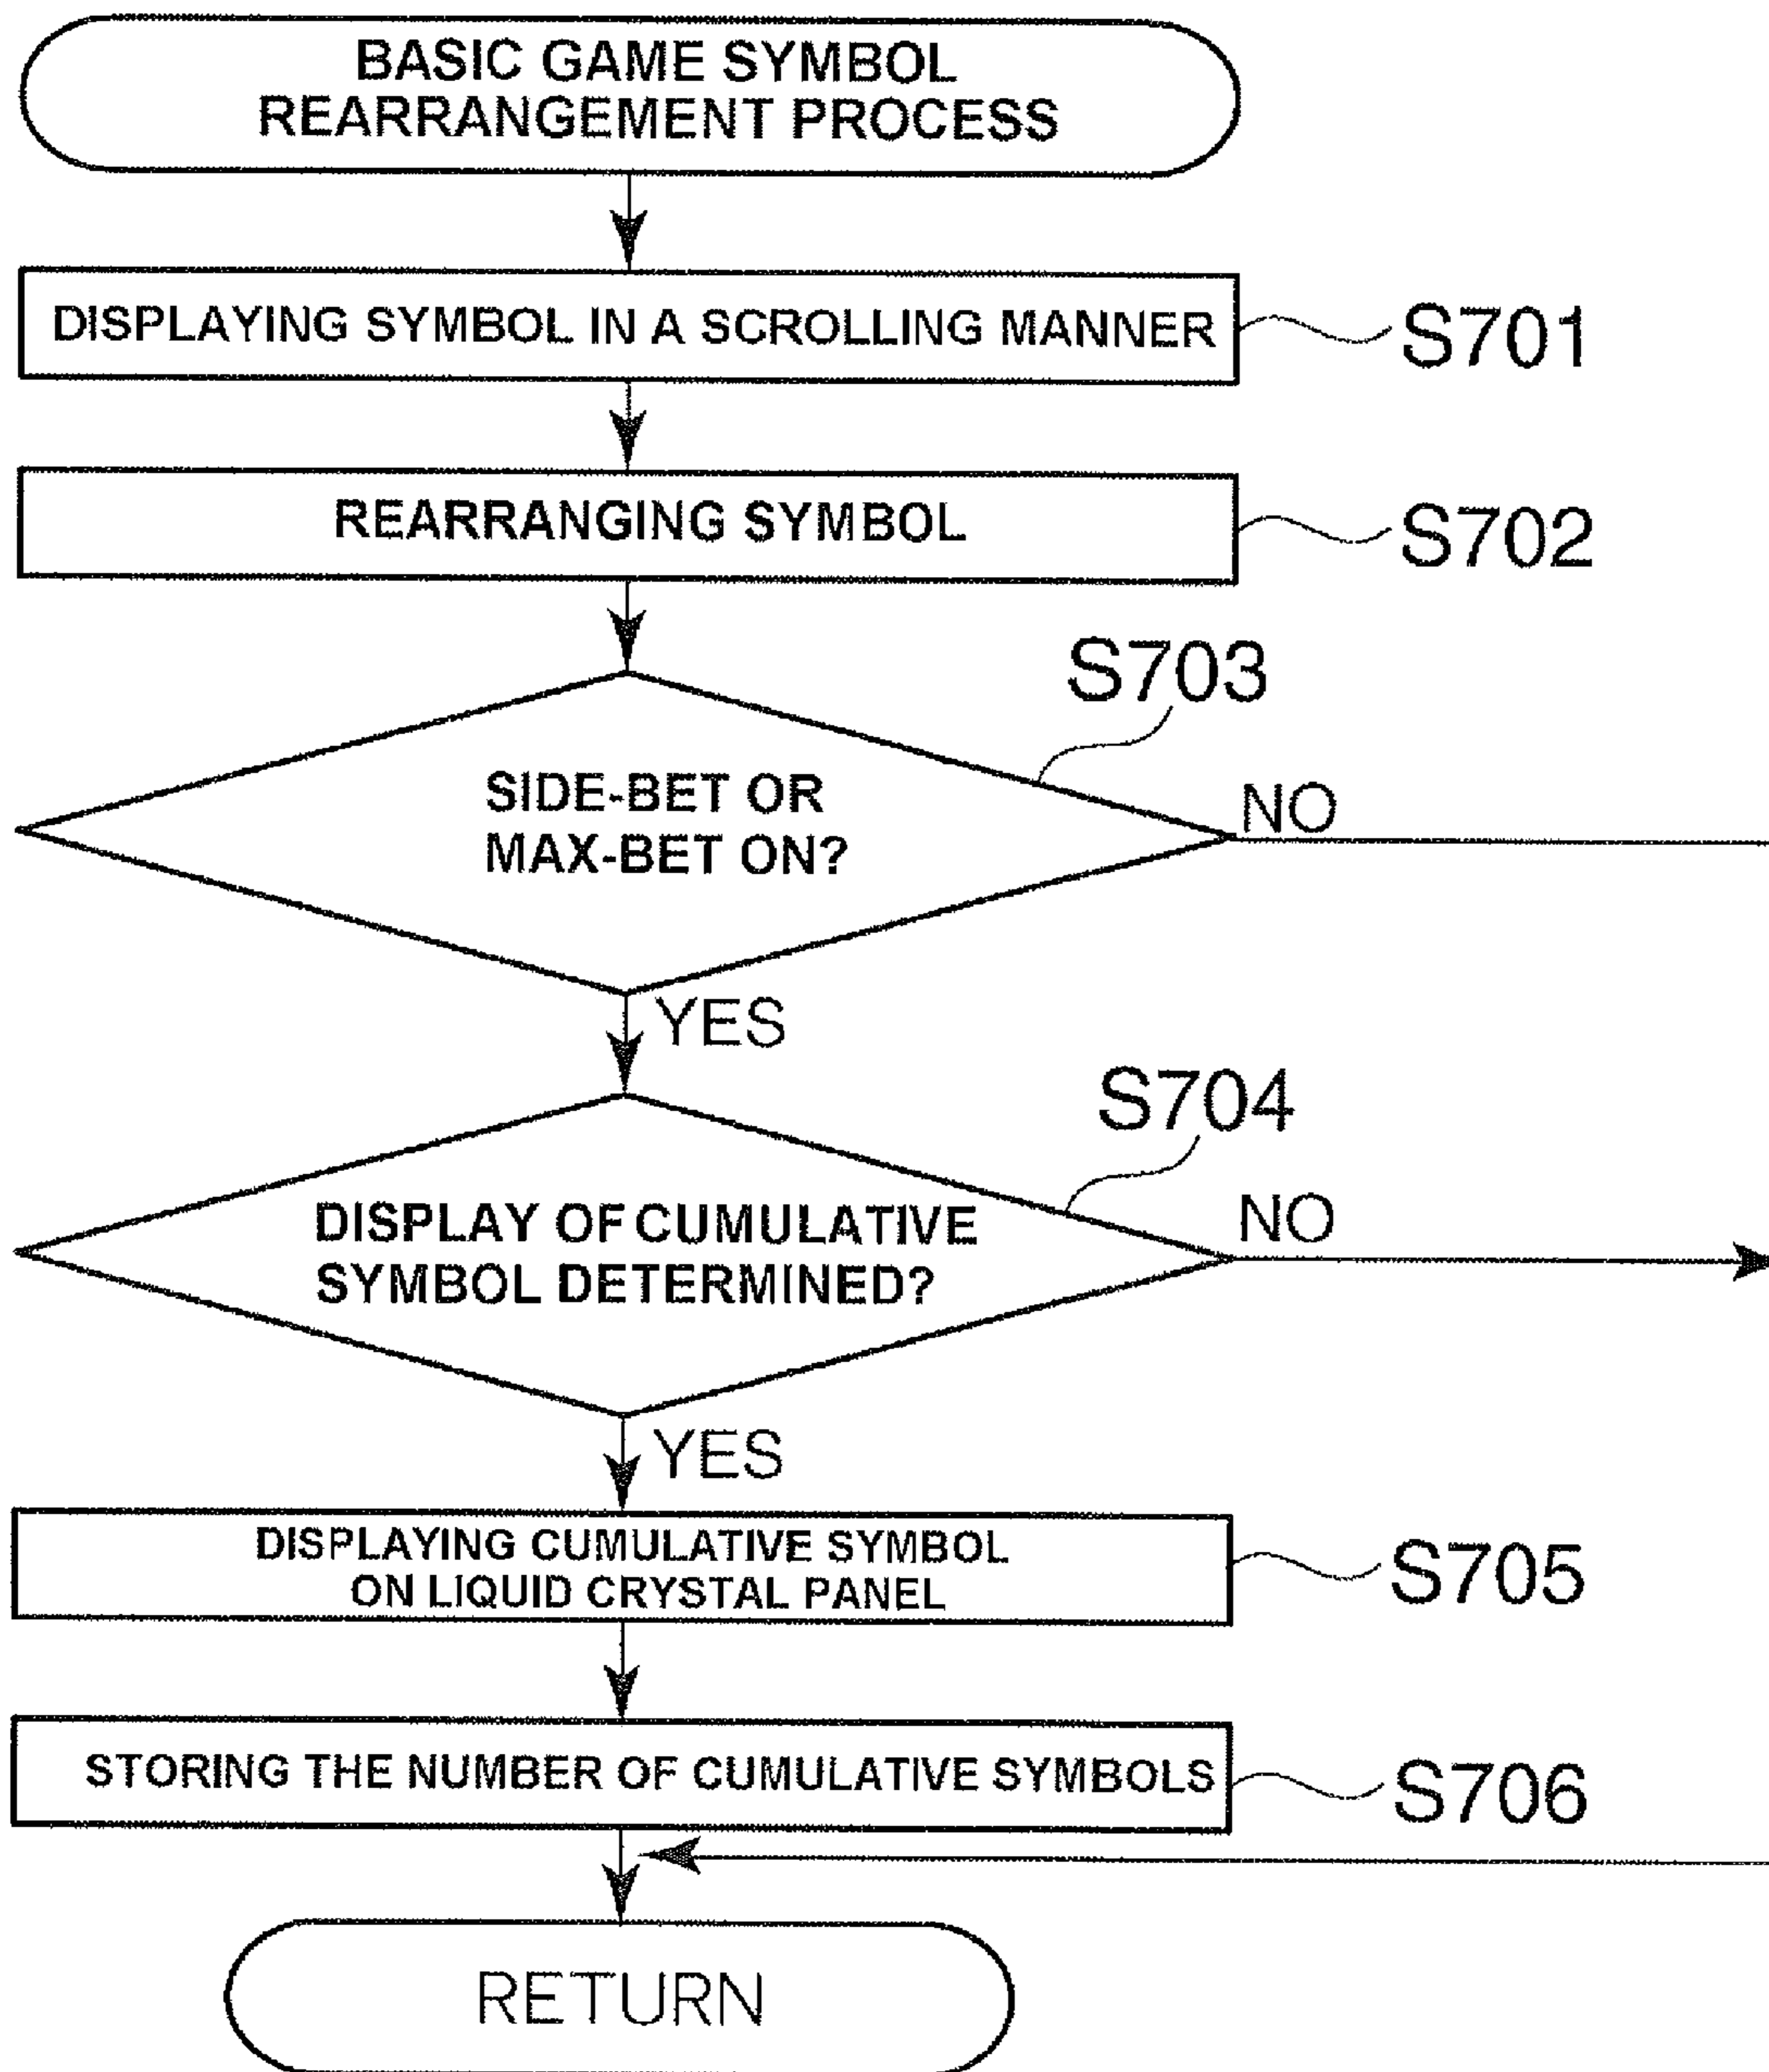 BASIC GAME SYMBOL
REARRANGEMENT PROCESS
DISPLAYING SYMBOL IN A SCROLLING MANNER
S701
REARRANGING SYMBOL
S702
S703
SIDE-BET OR
MAX-BET ON?
NO
YES
S704
DISPLAY OF CUMULATIVE
SYMBOL DETERMINED?
NO
YES
DISPLAYING CUMULATIVE SYMBOL
ON LIQUID CRYSTAL PANEL
S705
STORING THE NUMBER OF CUMULATIVE SYMBOLS
S706
RETURN